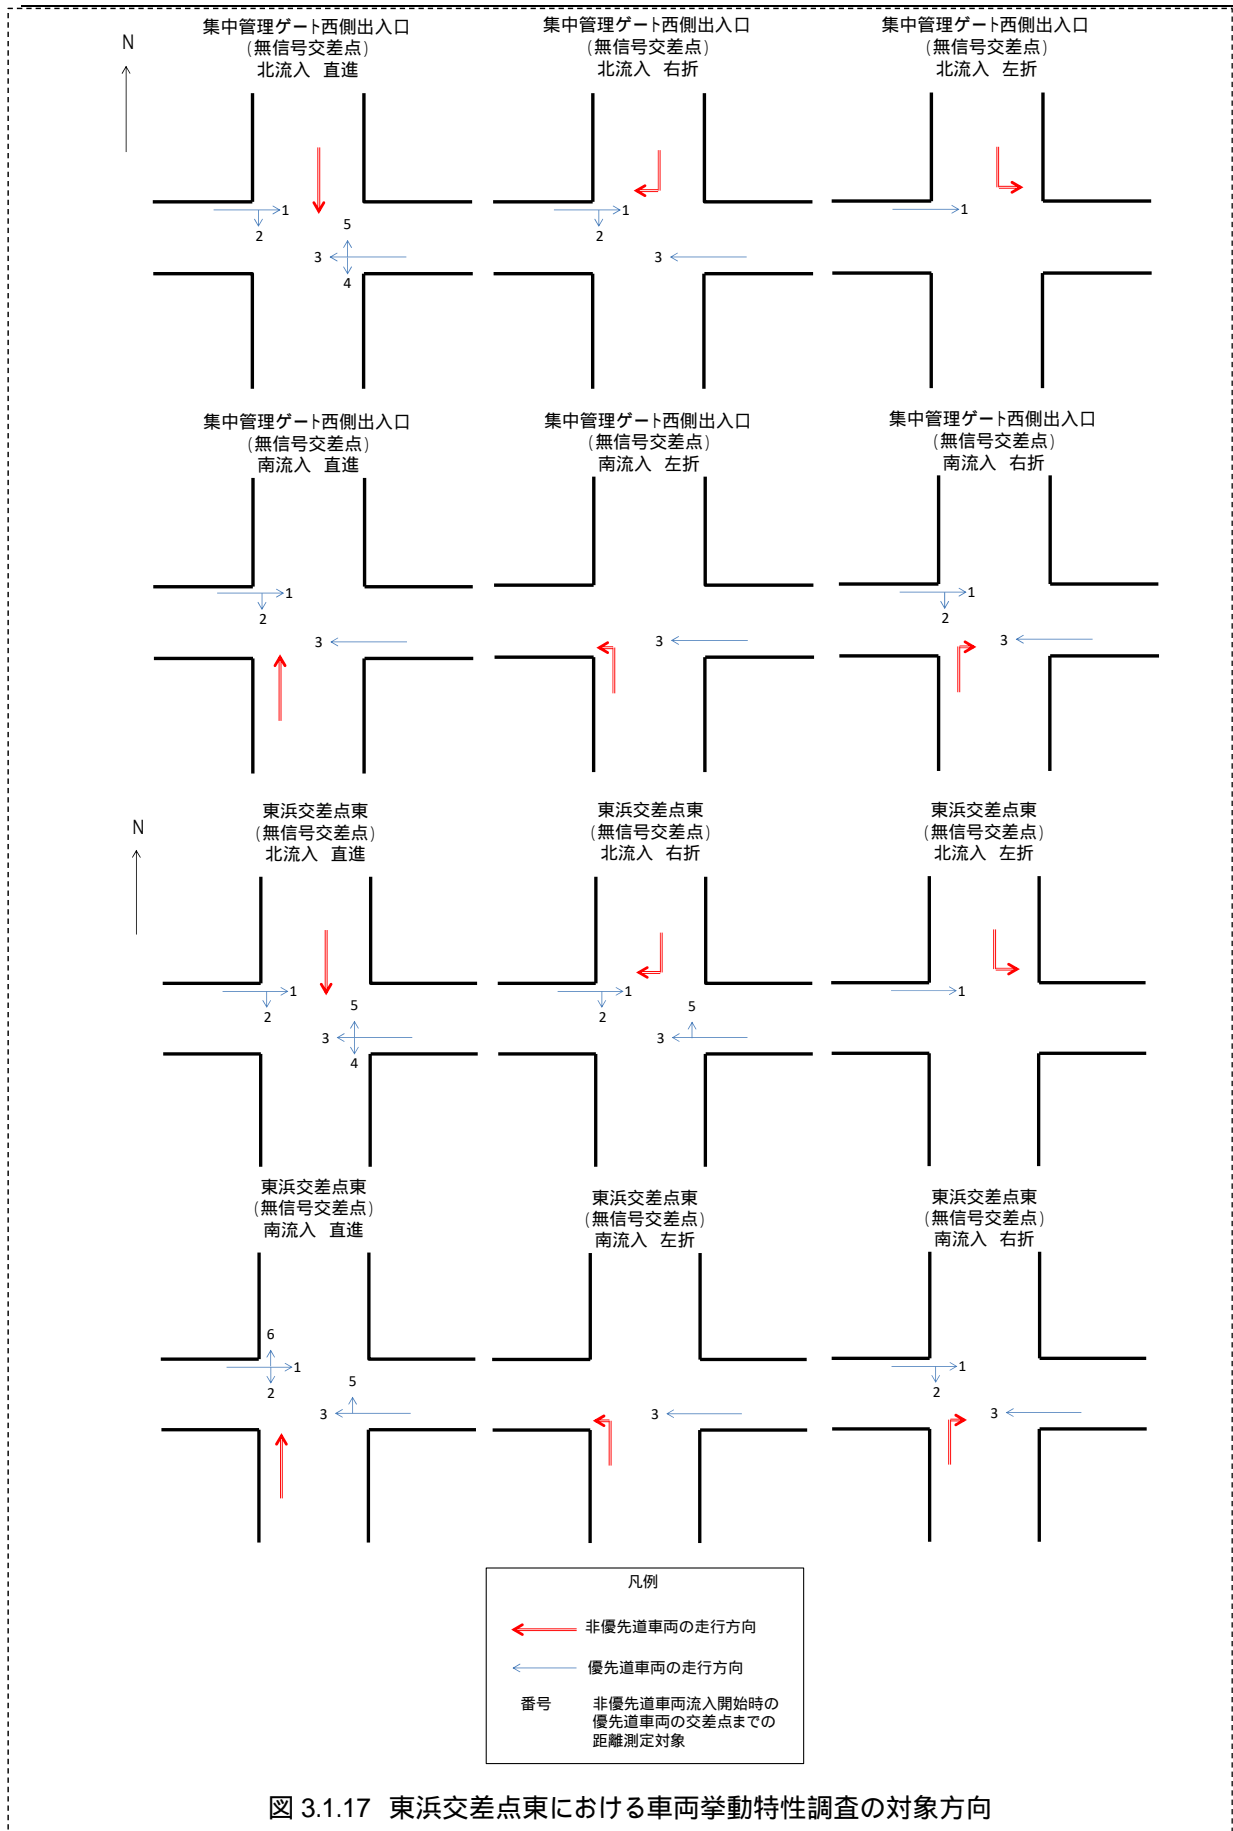 集中管理ゲート西側出入口
(無信号交差点)
北流入 直進
集中管理ゲート西側出入口
(無信号交差点)
北流入 右折
集中管理ゲート西側出入口
(無信号交差点)
北流入 左折
N
1
2
5
3
4
1
2
3
1
集中管理ゲート西側出入口
(無信号交差点)
南流入 直進
集中管理ゲート西側出入口
(無信号交差点)
南流入 左折
集中管理ゲート西側出入口
(無信号交差点)
南流入 右折
1
2
3
3
1
2
3
東浜交差点東
(無信号交差点)
北流入 直進
東浜交差点東
(無信号交差点)
北流入 右折
東浜交差点東
(無信号交差点)
北流入 左折
N
1
2
5
3
4
1
2
5
3
1
東浜交差点東
(無信号交差点)
南流入 直進
東浜交差点東
(無信号交差点)
南流入 左折
東浜交差点東
(無信号交差点)
南流入 右折
6
1
2
5
3
3
1
2
3
凡例
非優先道車両の走行方向
優先道車両の走行方向
番号 非優先道車両流入開始時の
優先道車両の交差点までの
距離測定対象
図 3.1.17 東浜交差点東における車両挙動特性調査の対象方向